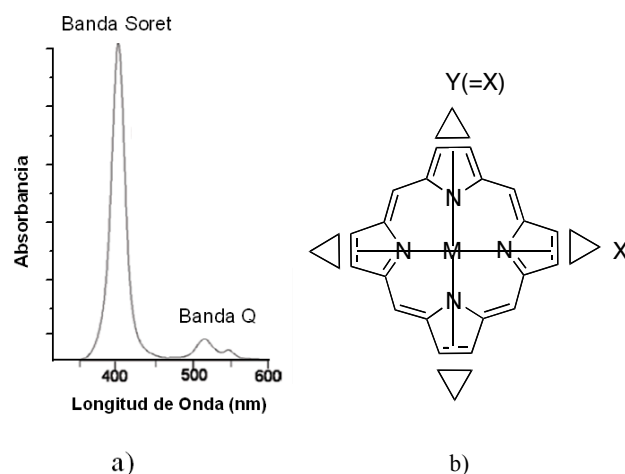 Banda Soret
Absorbancia
Banda Q
400
500
600
Longitud de Onda (nm)
a)
Y(=X)
N
N
M
N
X
N
b)